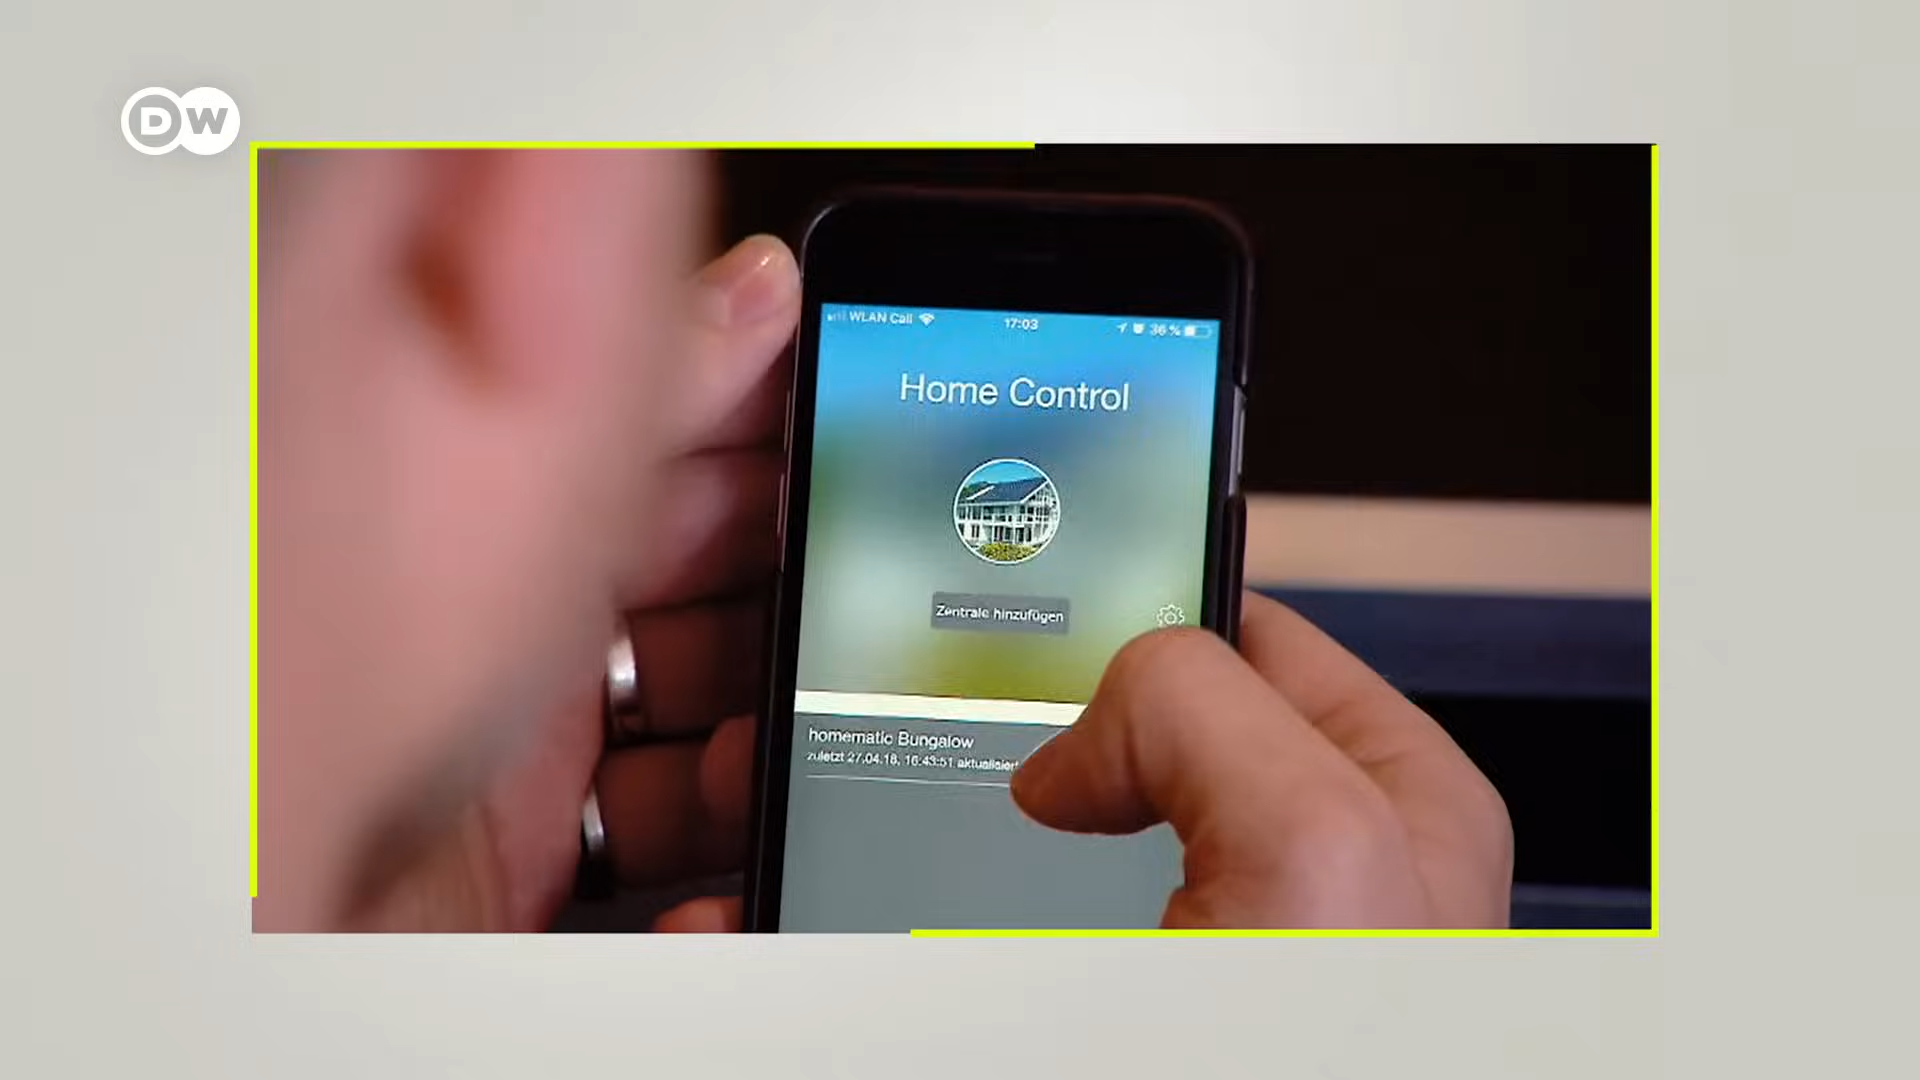 DW
WLAN Call 17:03 36 %
Home Control
Zentrale hinzufügen
homematic Bungalow
zuletzt 27.04.18, 16:43:51 aktualisiert